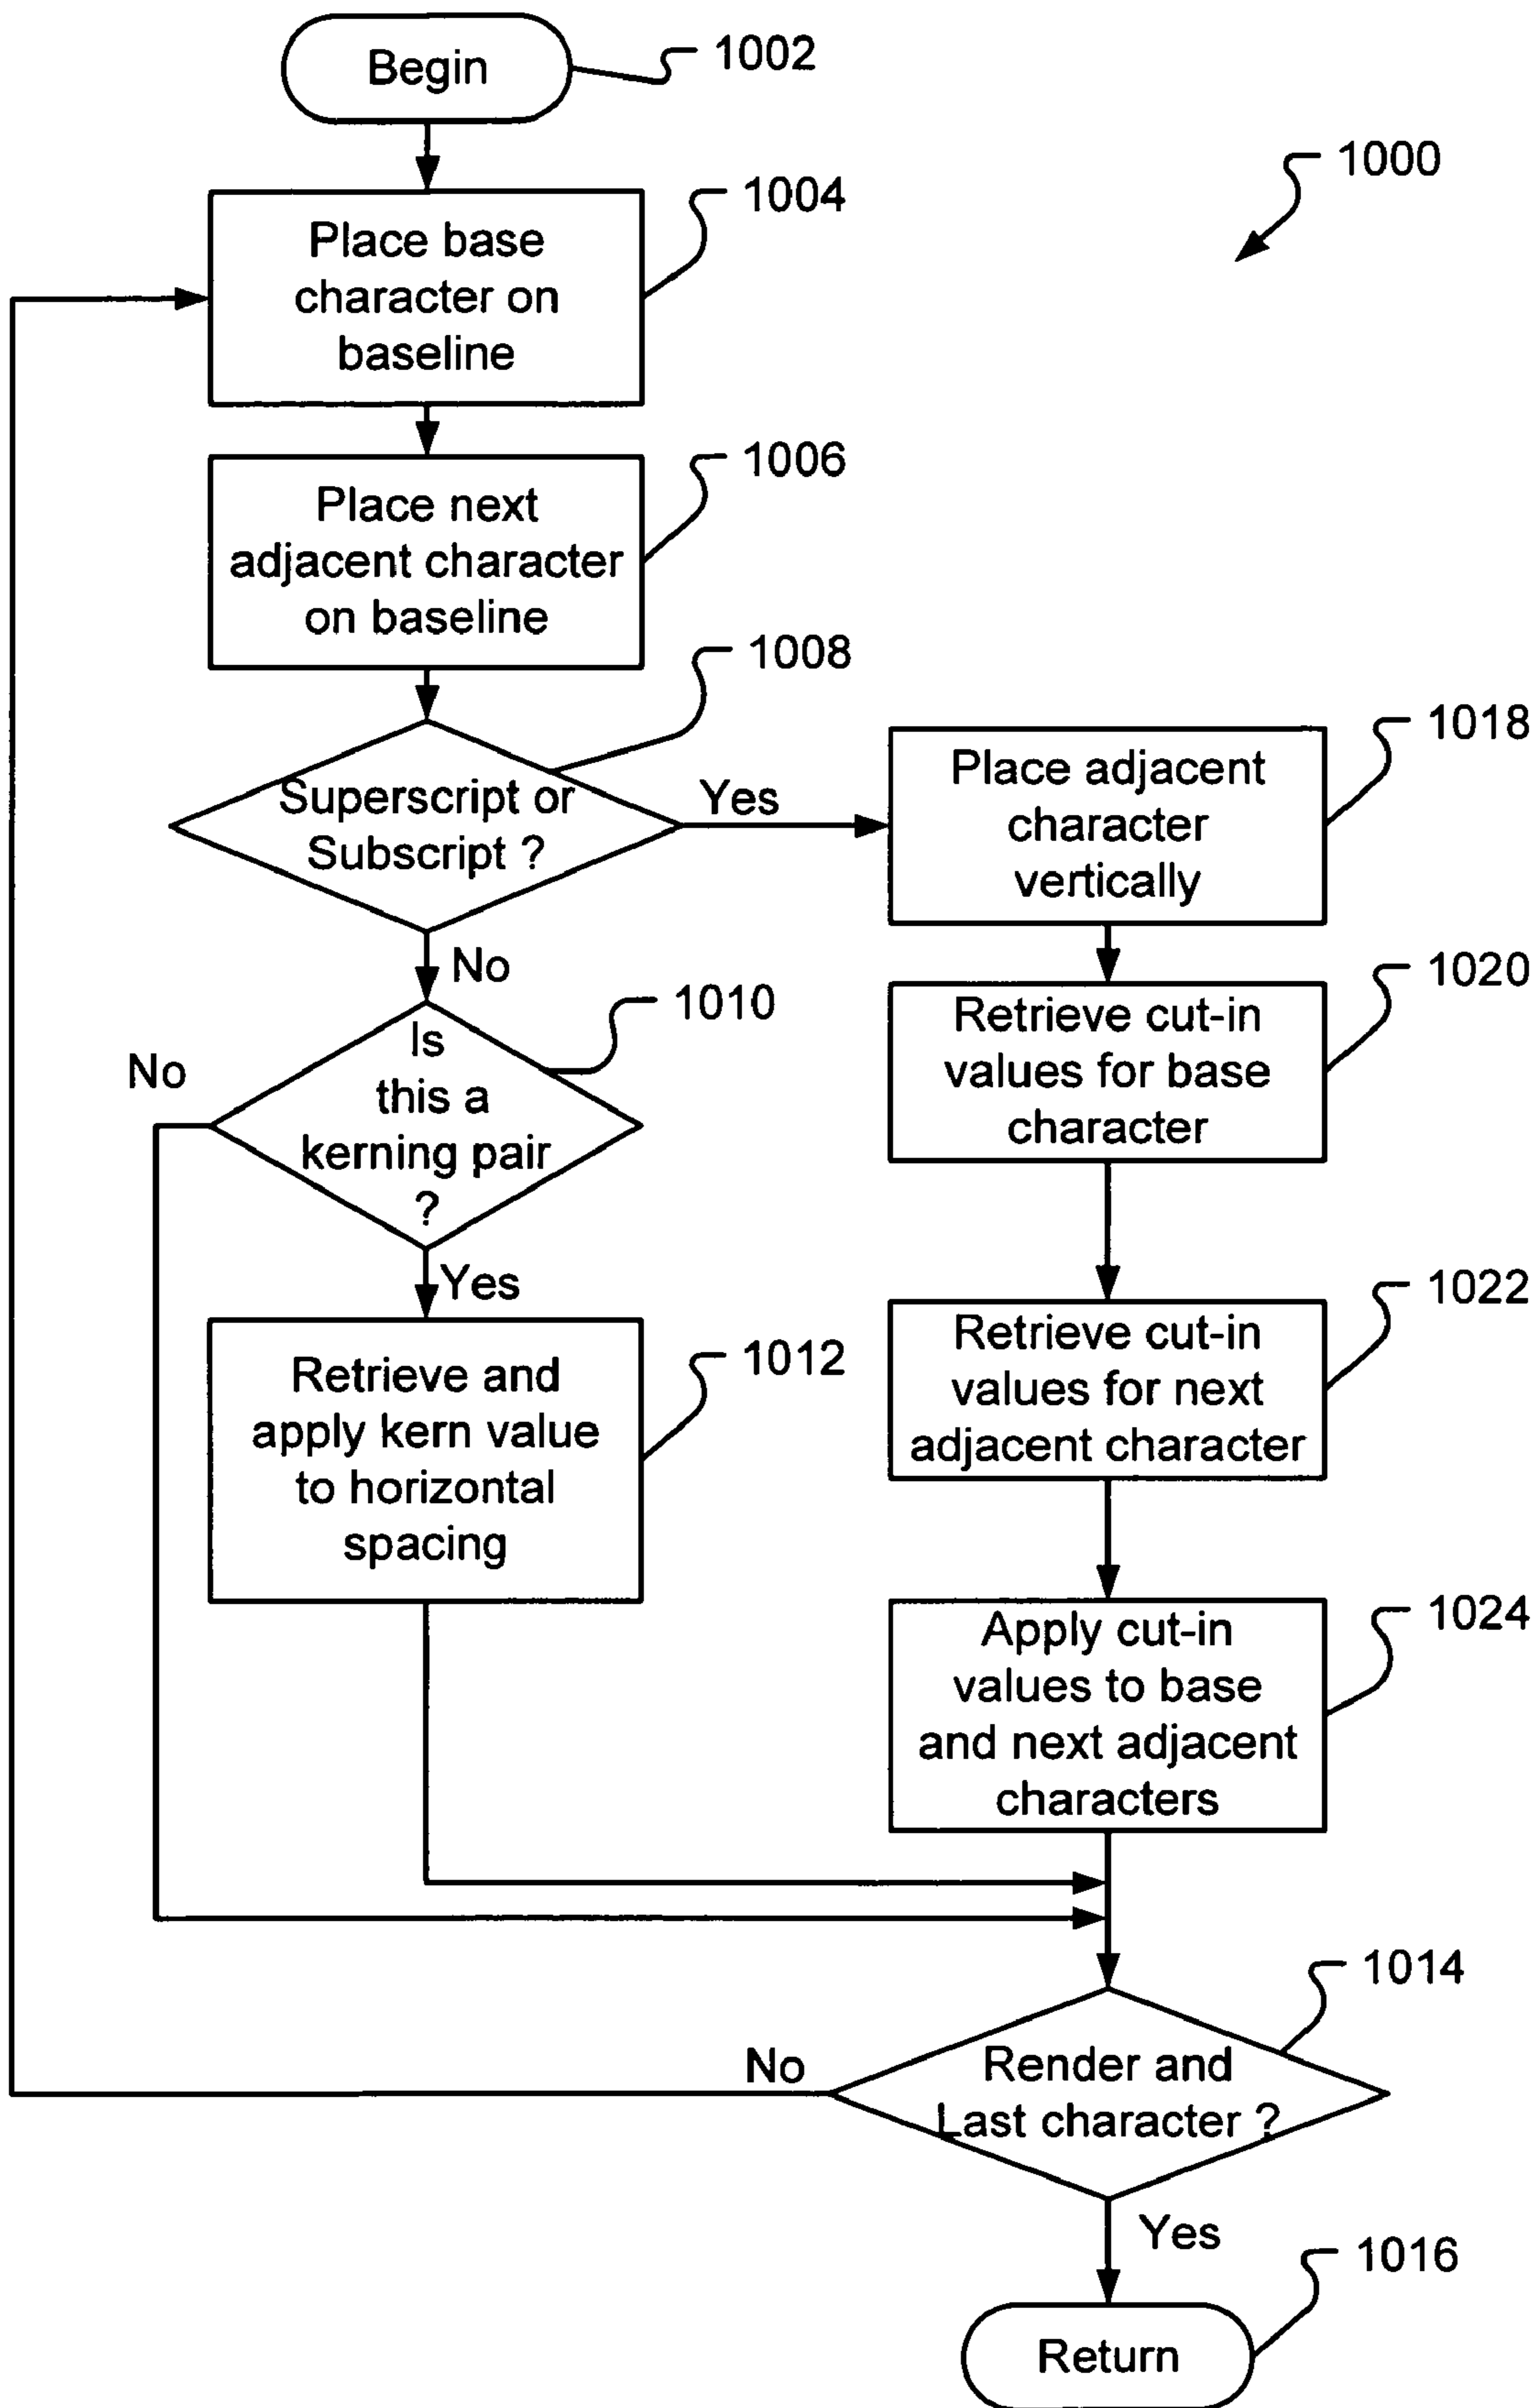 Begin
1002
1000
Place base
character on
baseline
1004
Place next
adjacent character
on baseline
1006
Superscript or
Subscript ?
1008
Yes
No
Place adjacent
character
vertically
1018
Is
this a
kerning pair
?
1010
No
Yes
Retrieve cut-in
values for base
character
1020
Retrieve and
apply kern value
to horizontal
spacing
1012
Retrieve cut-in
values for next
adjacent character
1022
Apply cut-in
values to base
and next adjacent
characters
1024
Render and
Last character ?
1014
No
Yes
Return
1016